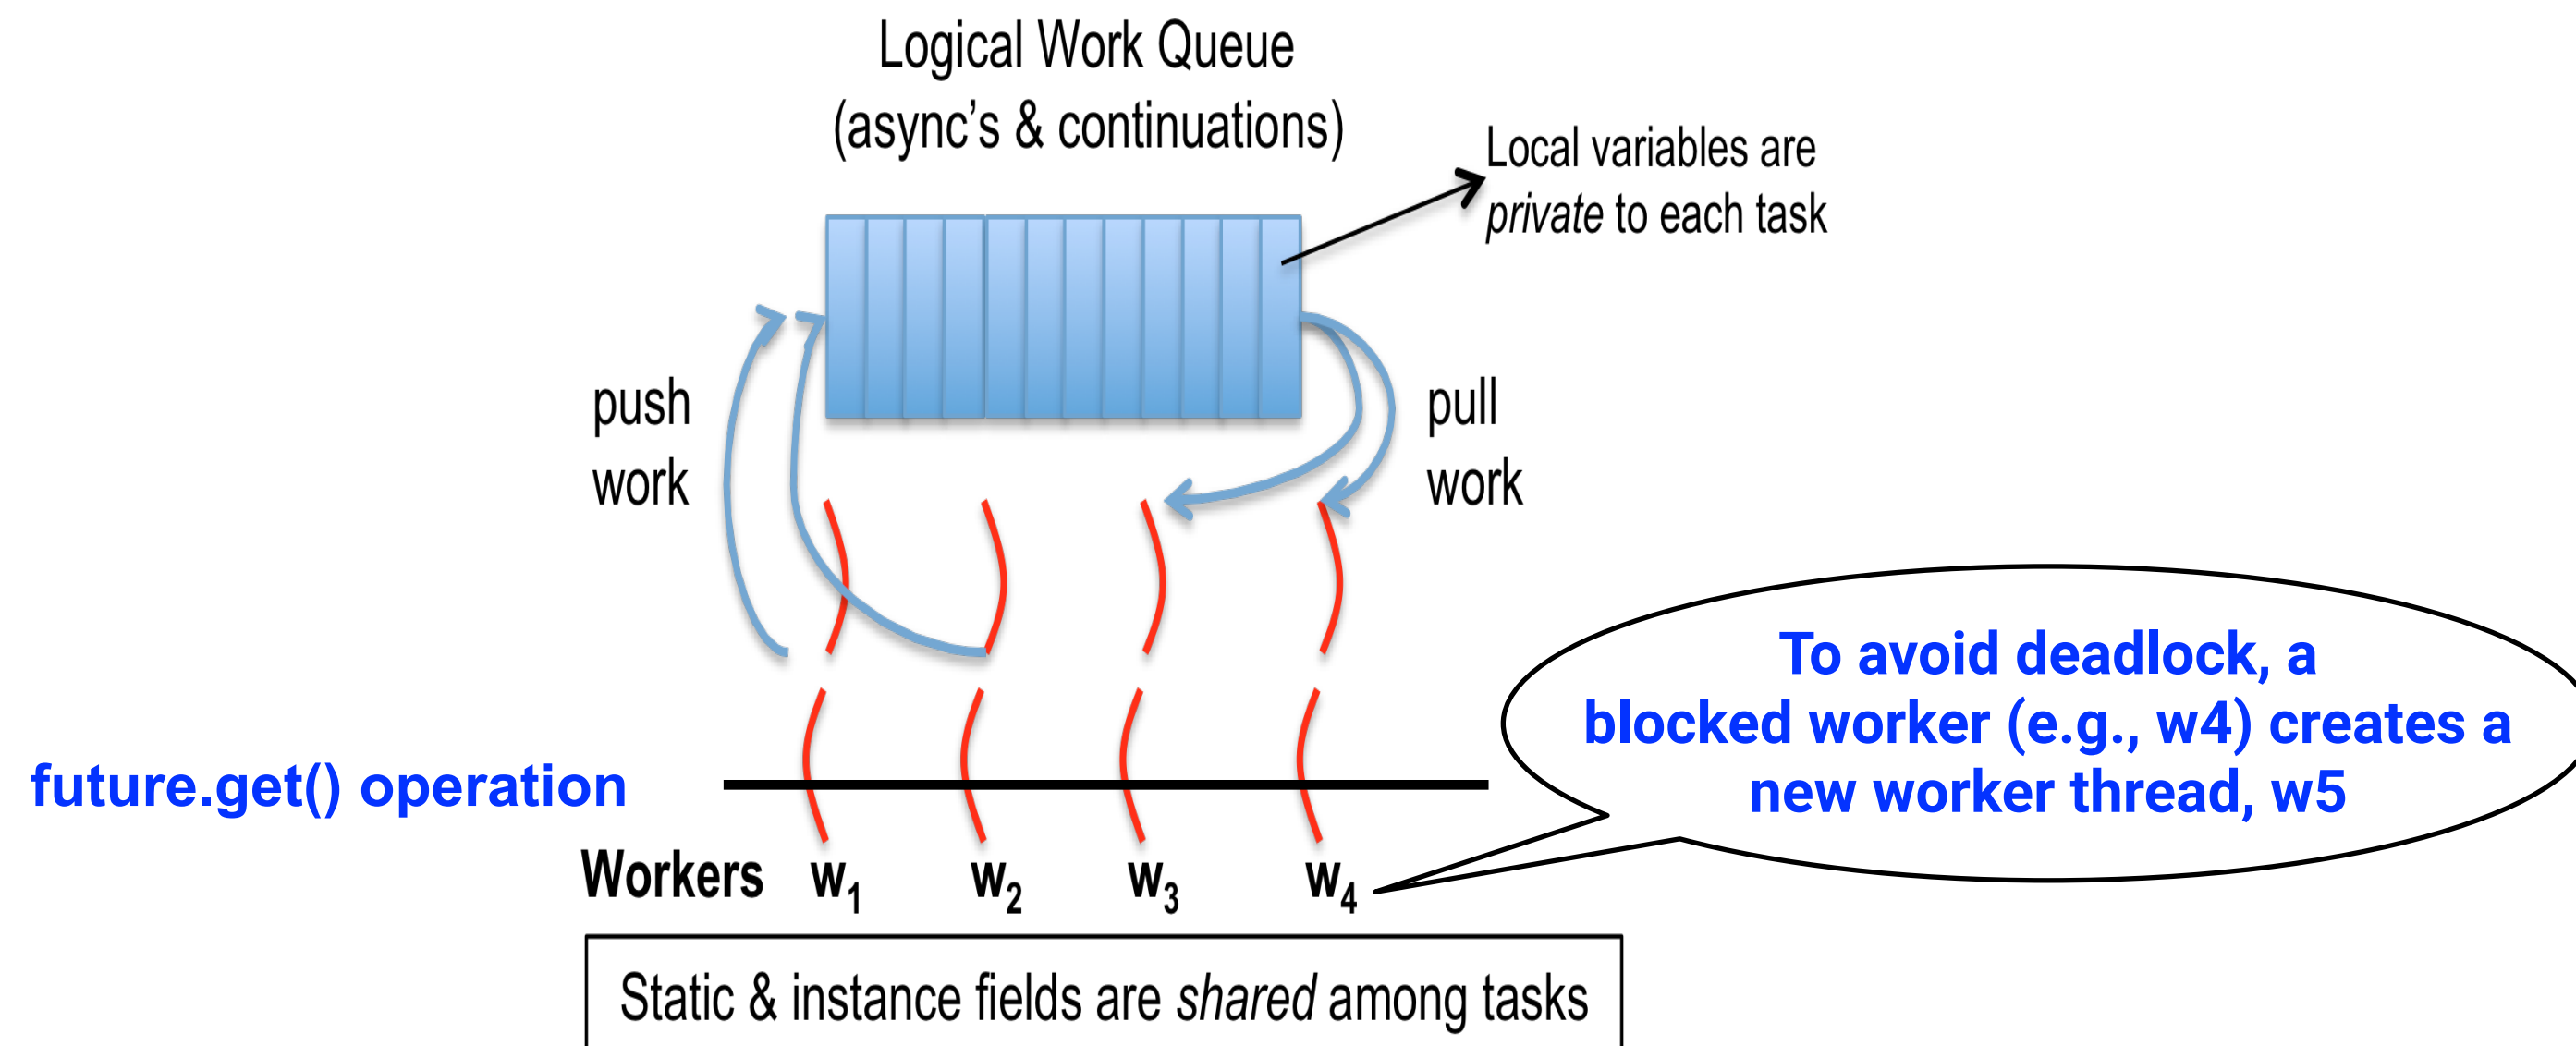 Logical Work Queue
(async’s & continuations)
Local variables are
private to each task
push
work
pull
work
To avoid deadlock, a
blocked worker (e.g., w4) creates a
new worker thread, w5
future.get() operation
Workers w1 w2 w3 w4
Static & instance fields are shared among tasks